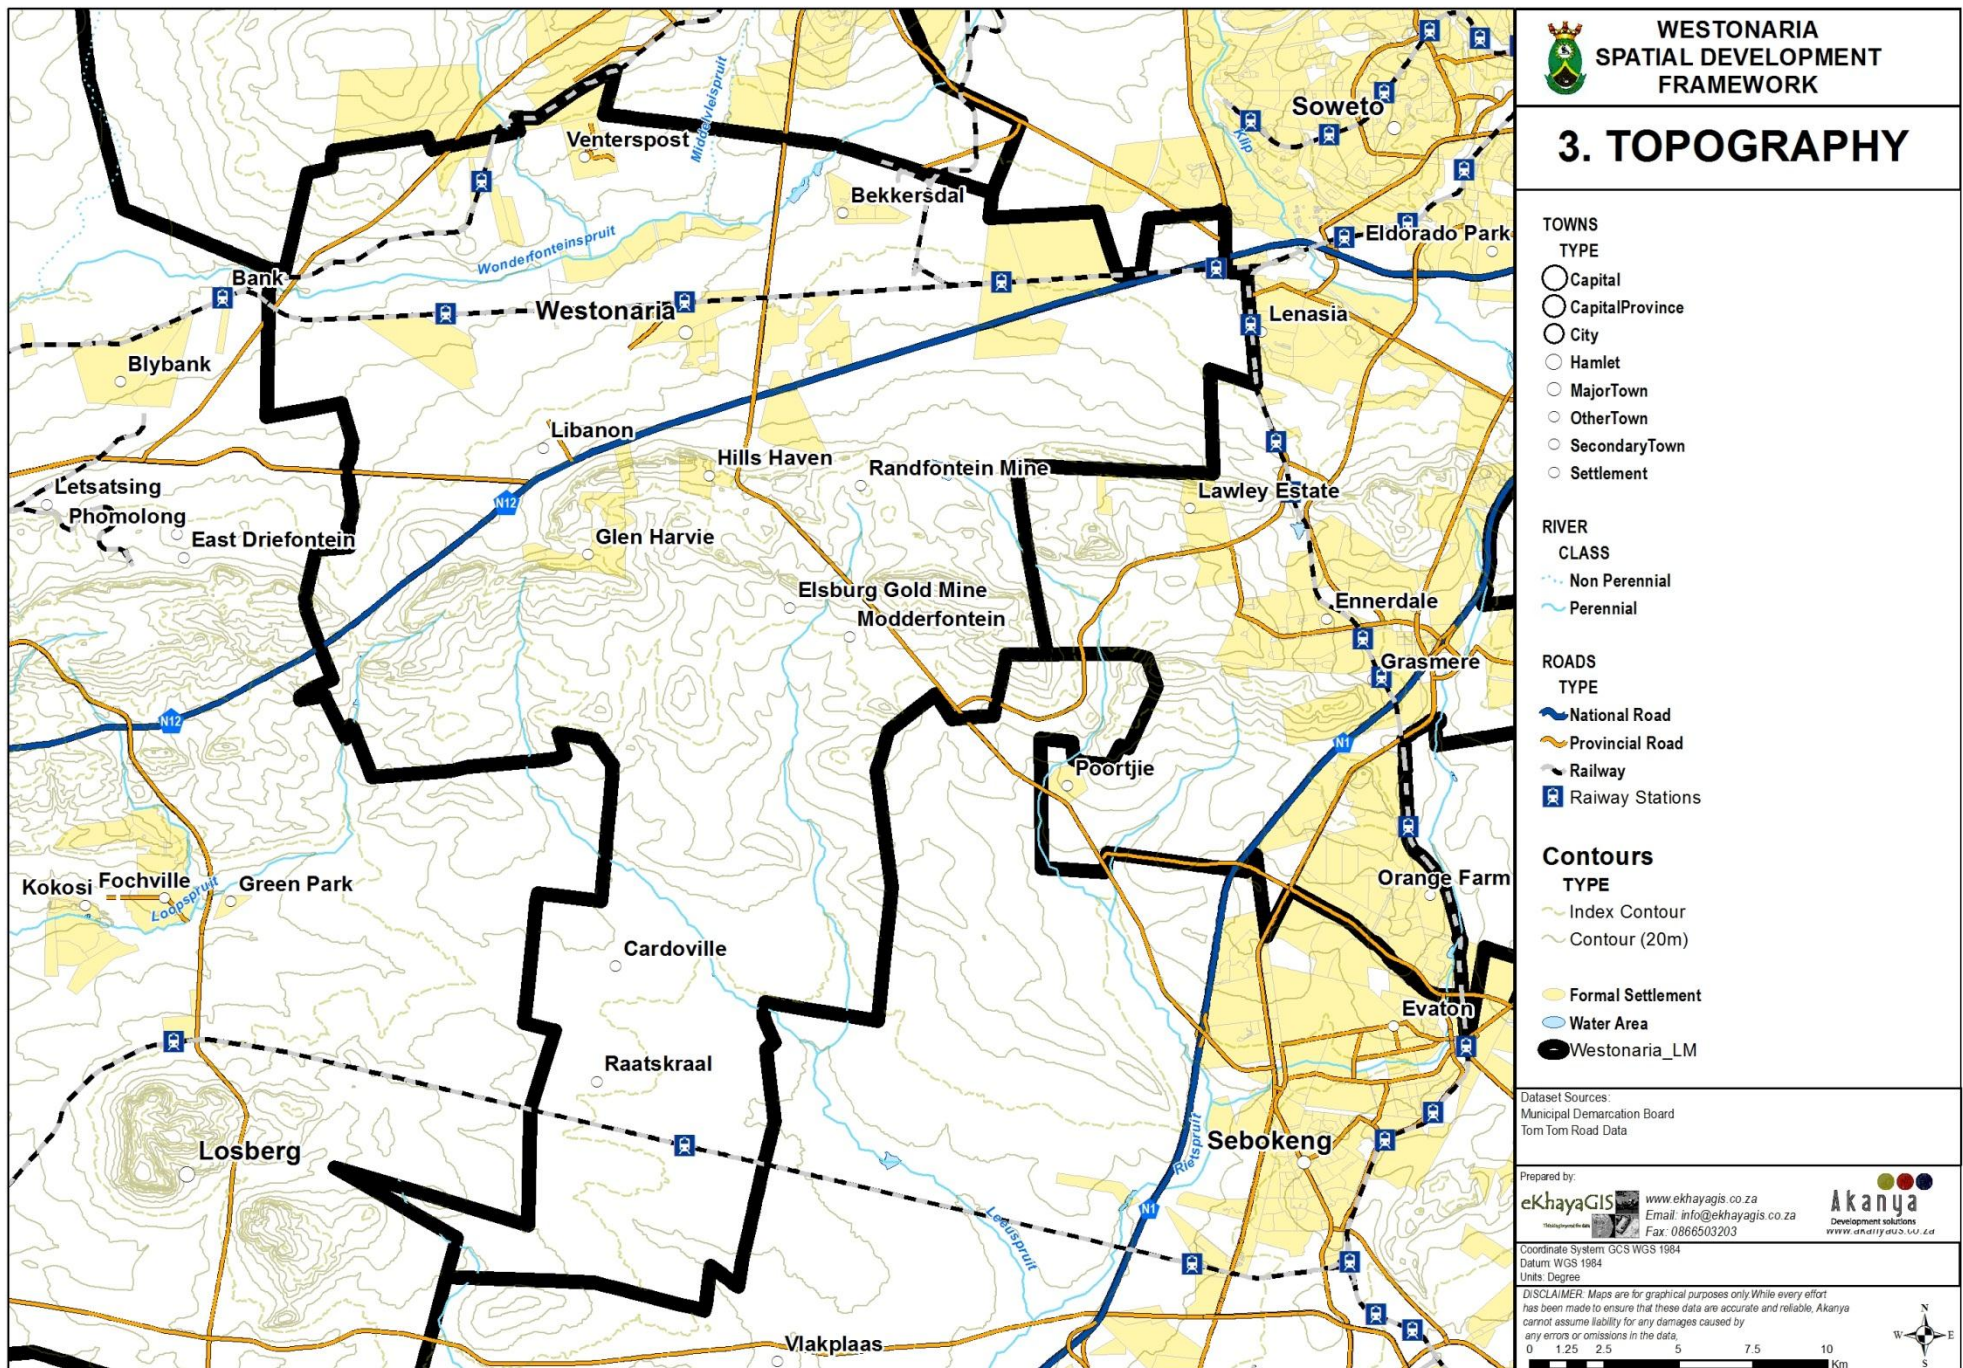 WESTONARIA
SPATIAL DEVELOPMENT
FRAMEWORK
3. TOPOGRAPHY
TOWNS
TYPE
Capital
CapitalProvince
City
Hamlet
MajorTown
OtherTown
SecondaryTown
Settlement
RIVER
CLASS
Non Perennial
Perennial
ROADS
TYPE
National Road
Provincial Road
Railway
Raiway Stations
Contours
TYPE
Index Contour
Contour (20m)
Formal Settlement
Water Area
Westonaria_LM
Dataset Sources:
Municipal Demarcation Board
Tom Tom Road Data
Prepared by:
eKhayaGIS
www.ekhayagis.co.za
Email: info@ekhayagis.co.za
Fax: 0866503203
Akanya
Development solutions
www.akanyads.co.za
Coordinate System: GCS WGS 1984
Datum: WGS 1984
Units: Degree
DISCLAIMER: Maps are for graphical purposes only.While every effort
has been made to ensure that these data are accurate and reliable, Akanya
cannot assume liability for any damages caused by
any errors or omissions in the data,
N
W E
S
0 1.25 2.5 5 7.5 10
Km
Soweto
Venterspost
Middelvleispruit
Klip
Bekkersdal
Eldorado Park
Wonderfonteinspruit
Bank
Westonaria
Lenasia
Blybank
Libanon
Hills Haven
Randfontein Mine
Letsatsing
Lawley Estate
N12
Phomolong
East Driefontein
Glen Harvie
Elsburg Gold Mine
Ennerdale
Modderfontein
Grasmere
N12
N1
Poortjie
Kokosi
Fochville
Green Park
Loopspruit
Orange Farm
Cardoville
Evaton
Raatskraal
Losberg
Sebokeng
Rietspruit
N1
Leeuspruit
Vlakplaas